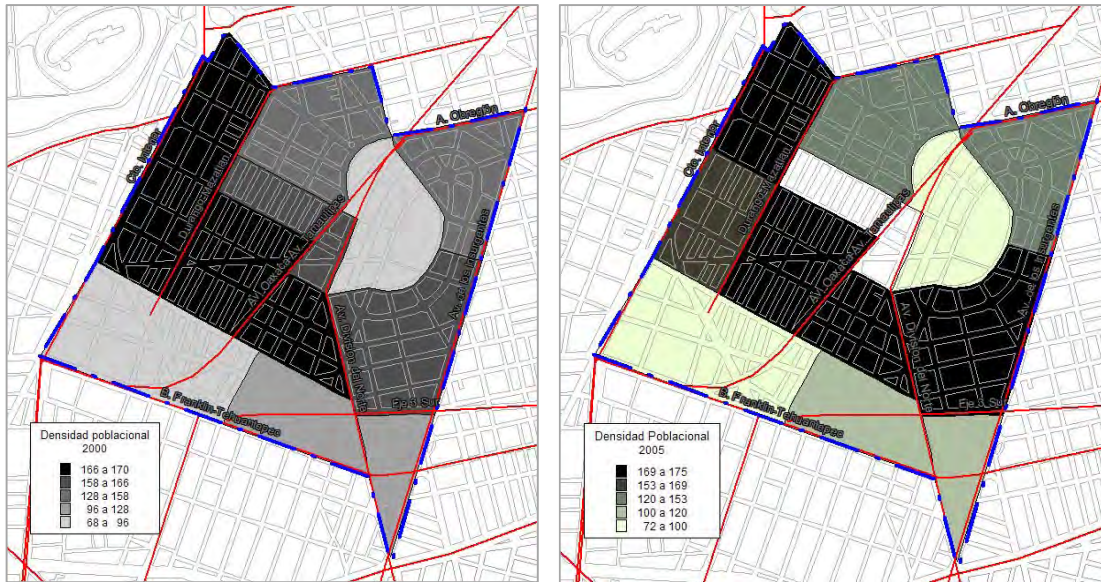 A. Obregón
Cto. Interior
Durango-Mazatlan
Av. Oaxaca-Av. Tamaulipas
Av. de los Insurgentes
Av. División del Norte
Eje 3 Sur
B. Franklin-Tehuantepec
Densidad poblacional
2000
166 a 170
158 a 166
128 a 158
96 a 128
68 a 96
A. Obregón
Cto. Interior
Durango-Mazatlan
Av. Oaxaca-Av. Tamaulipas
Av. de los Insurgentes
Av. División del Norte
Eje 3 Sur
B. Franklin-Tehuantepec
Densidad Poblacional
2005
169 a 175
153 a 169
120 a 153
100 a 120
72 a 100